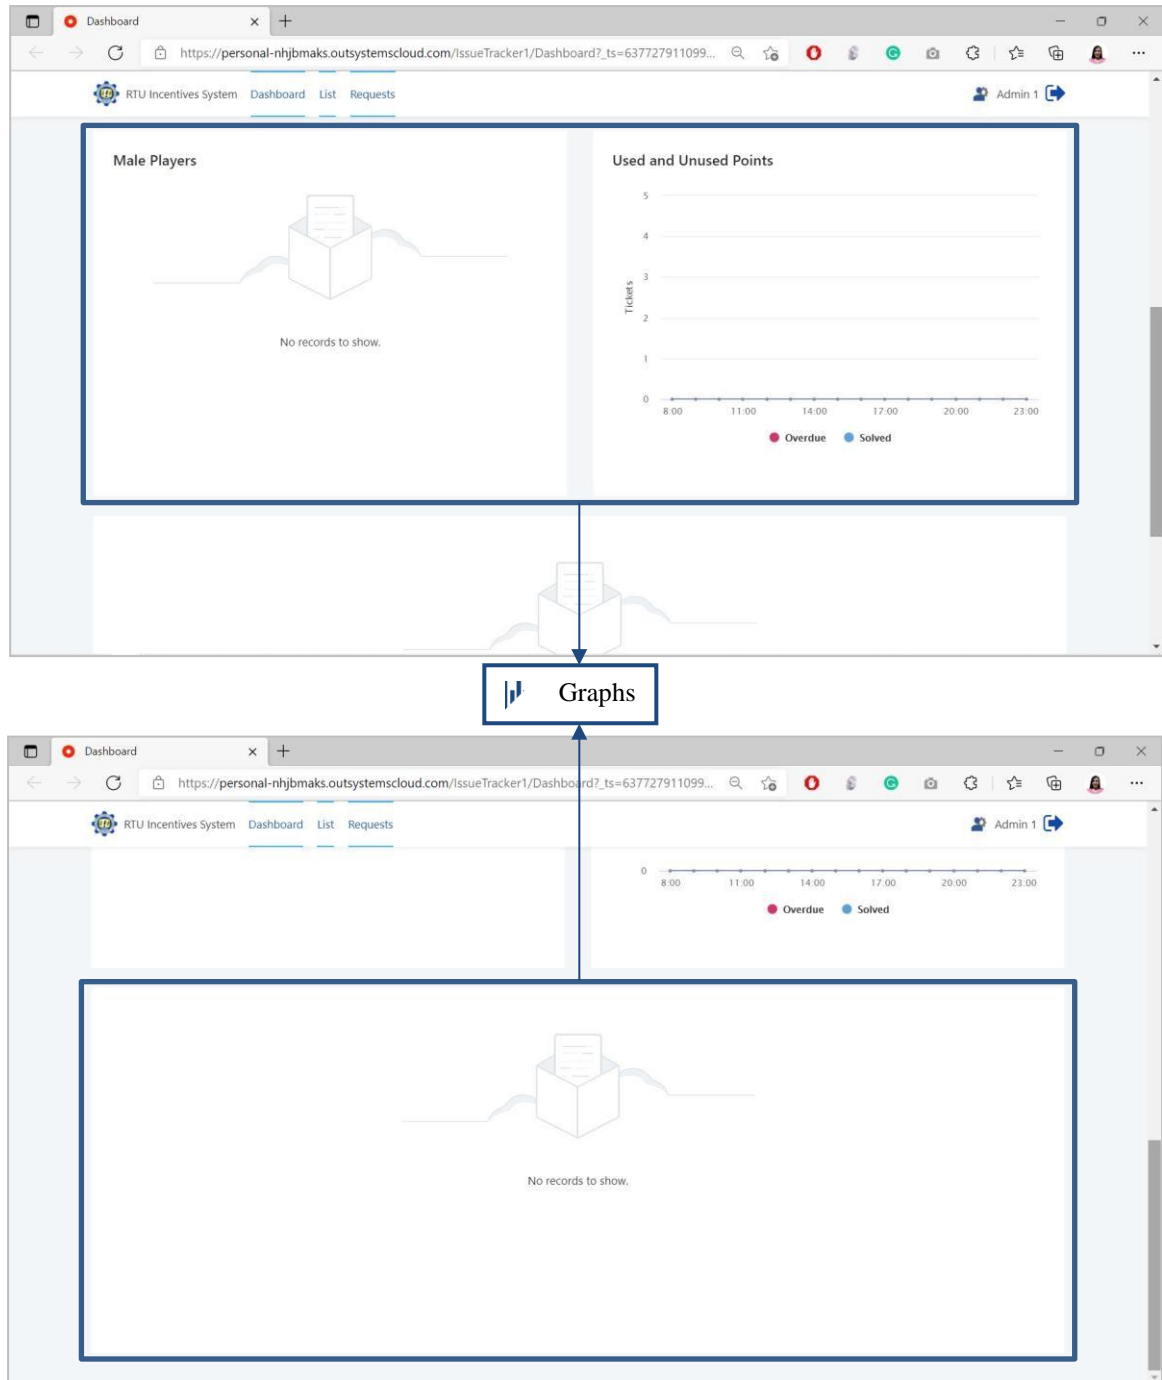 Dashboard
https://personal-nhjbmaks.outsystemscloud.com/IssueTracker1/Dashboard?_ts=637727911099...
RTU Incentives System Dashboard List Requests Admin 1
Male Players
No records to show.
Used and Unused Points
5
4
3
2
1
0
Tickets
8:00 11:00 14:00 17:00 20:00 23:00
Overdue Solved
Graphs
Dashboard
https://personal-nhjbmaks.outsystemscloud.com/IssueTracker1/Dashboard?_ts=637727911099...
RTU Incentives System Dashboard List Requests Admin 1
0
8:00 11:00 14:00 17:00 20:00 23:00
Overdue Solved
No records to show.